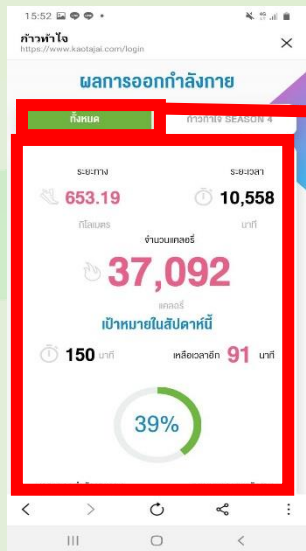 15:52
ก้าวท้าใจ
https://www.kaotajai.com/login
ผลการออกกำลังกาย
ทั้งหมด
ก้าวท้าใจ SEASON 4
ระยะทาง
ระยะเวลา
653.19
10,558
กิโลเมตร
นาที
จำนวนแคลอรี่
37,092
แคลอรี่
เป้าหมายในสัปดาห์นี้
150 นาที
เหลือเวลาอีก 91 นาที
39%